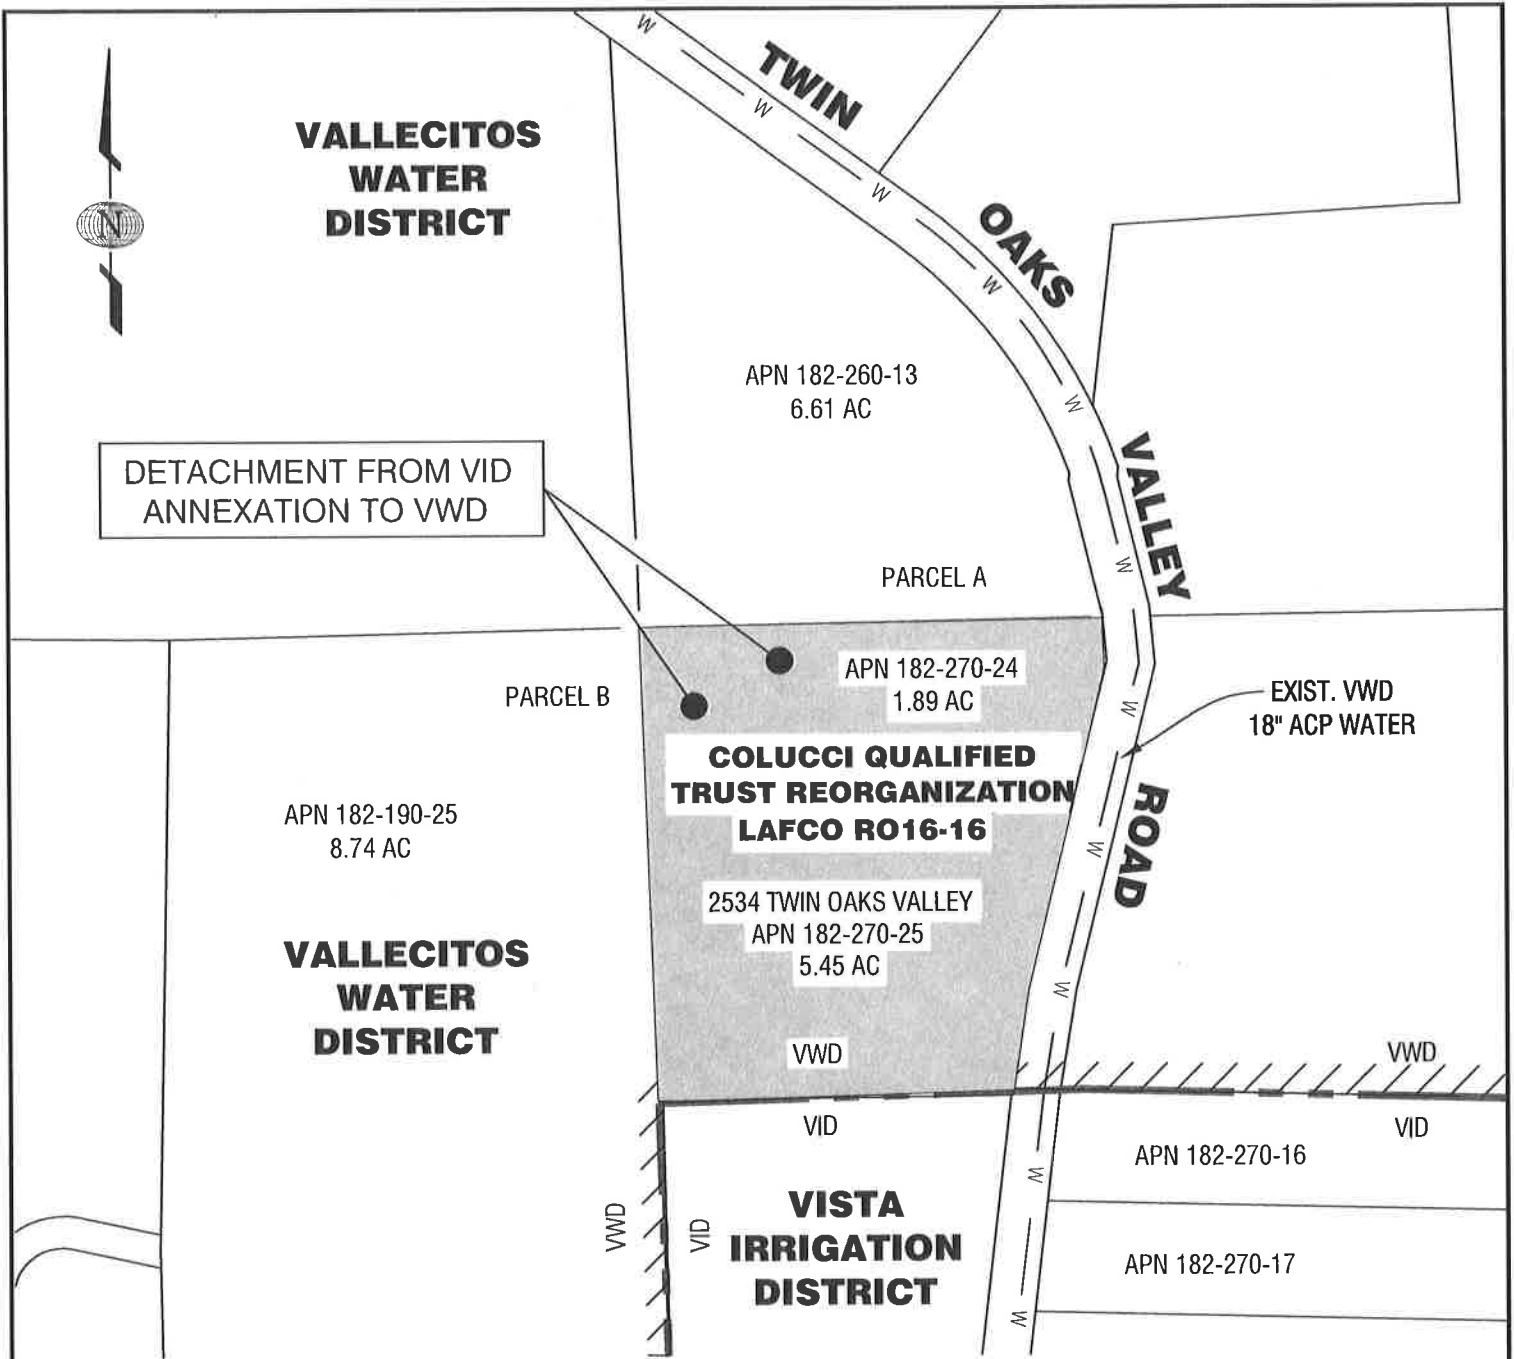 W
TWIN
VALLECITOS
WATER
DISTRICT
N
W
W
OAKS
W
APN 182-260-13
6.61 AC
W
VALLEY
DETACHMENT FROM VID
ANNEXATION TO VWD
W
PARCEL A
APN 182-270-24
1.89 AC
PARCEL B
EXIST. VWD
18" ACP WATER
W
COLUCCI QUALIFIED
TRUST REORGANIZATION
LAFCO RO16-16
ROAD
APN 182-190-25
8.74 AC
W
2534 TWIN OAKS VALLEY
APN 182-270-25
5.45 AC
VALLECITOS
WATER
DISTRICT
W
VWD
VWD
VID
VID
APN 182-270-16
W
VWD
VID
VISTA
IRRIGATION
DISTRICT
APN 182-270-17
W